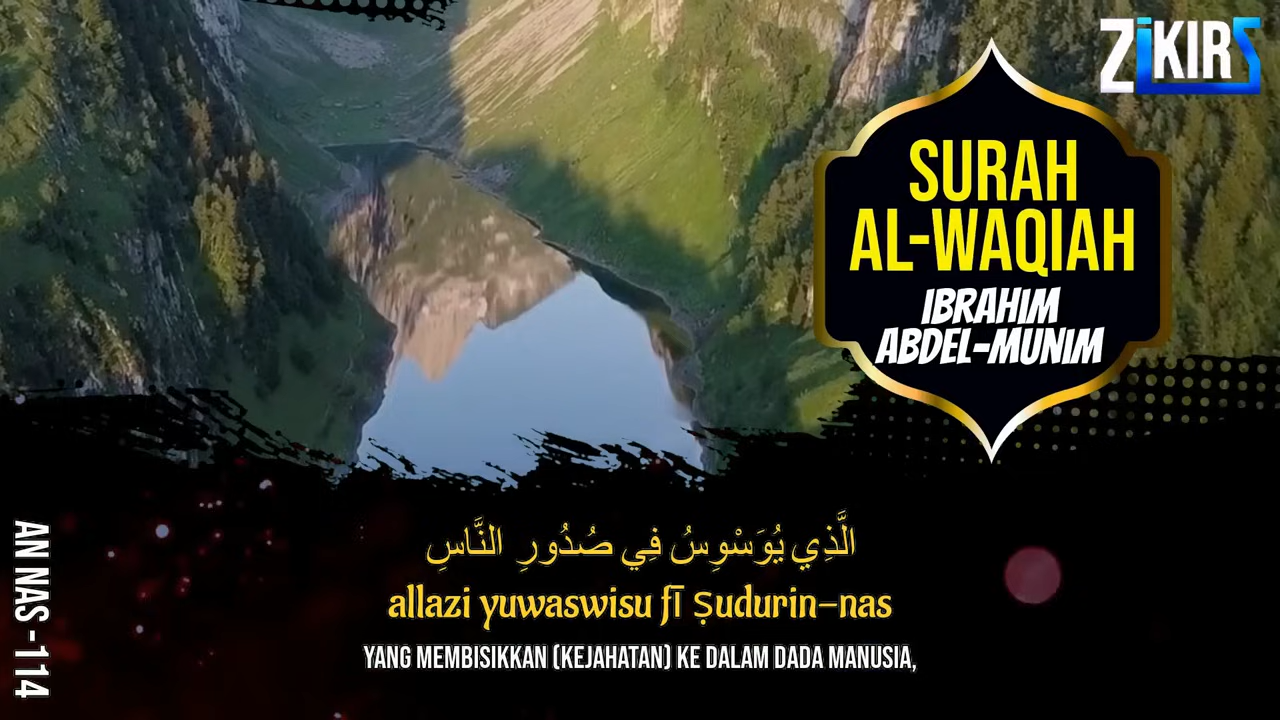 ZiKIRS
SURAH
AL-WAQIAH
IBRAHIM
ABDEL-MUNIM
الَّذِي يُوَسْوِسُ فِي صُدُورِ النَّاسِ
allazi yuwaswisu fī ṣudurin-nas
YANG MEMBISIKKAN (KEJAHATAN) KE DALAM DADA MANUSIA,
AN NAS - 114